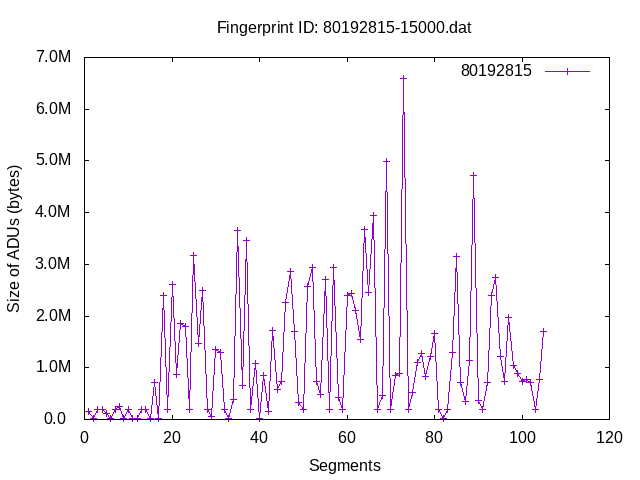 Fingerprint ID: 80192815-15000.dat
7.0M
80192815
6.0M
5.0M
4.0M
3.0M
2.0M
1.0M
0.0
Size of ADUs (bytes)
0 20 40 60 80 100 120
Segments